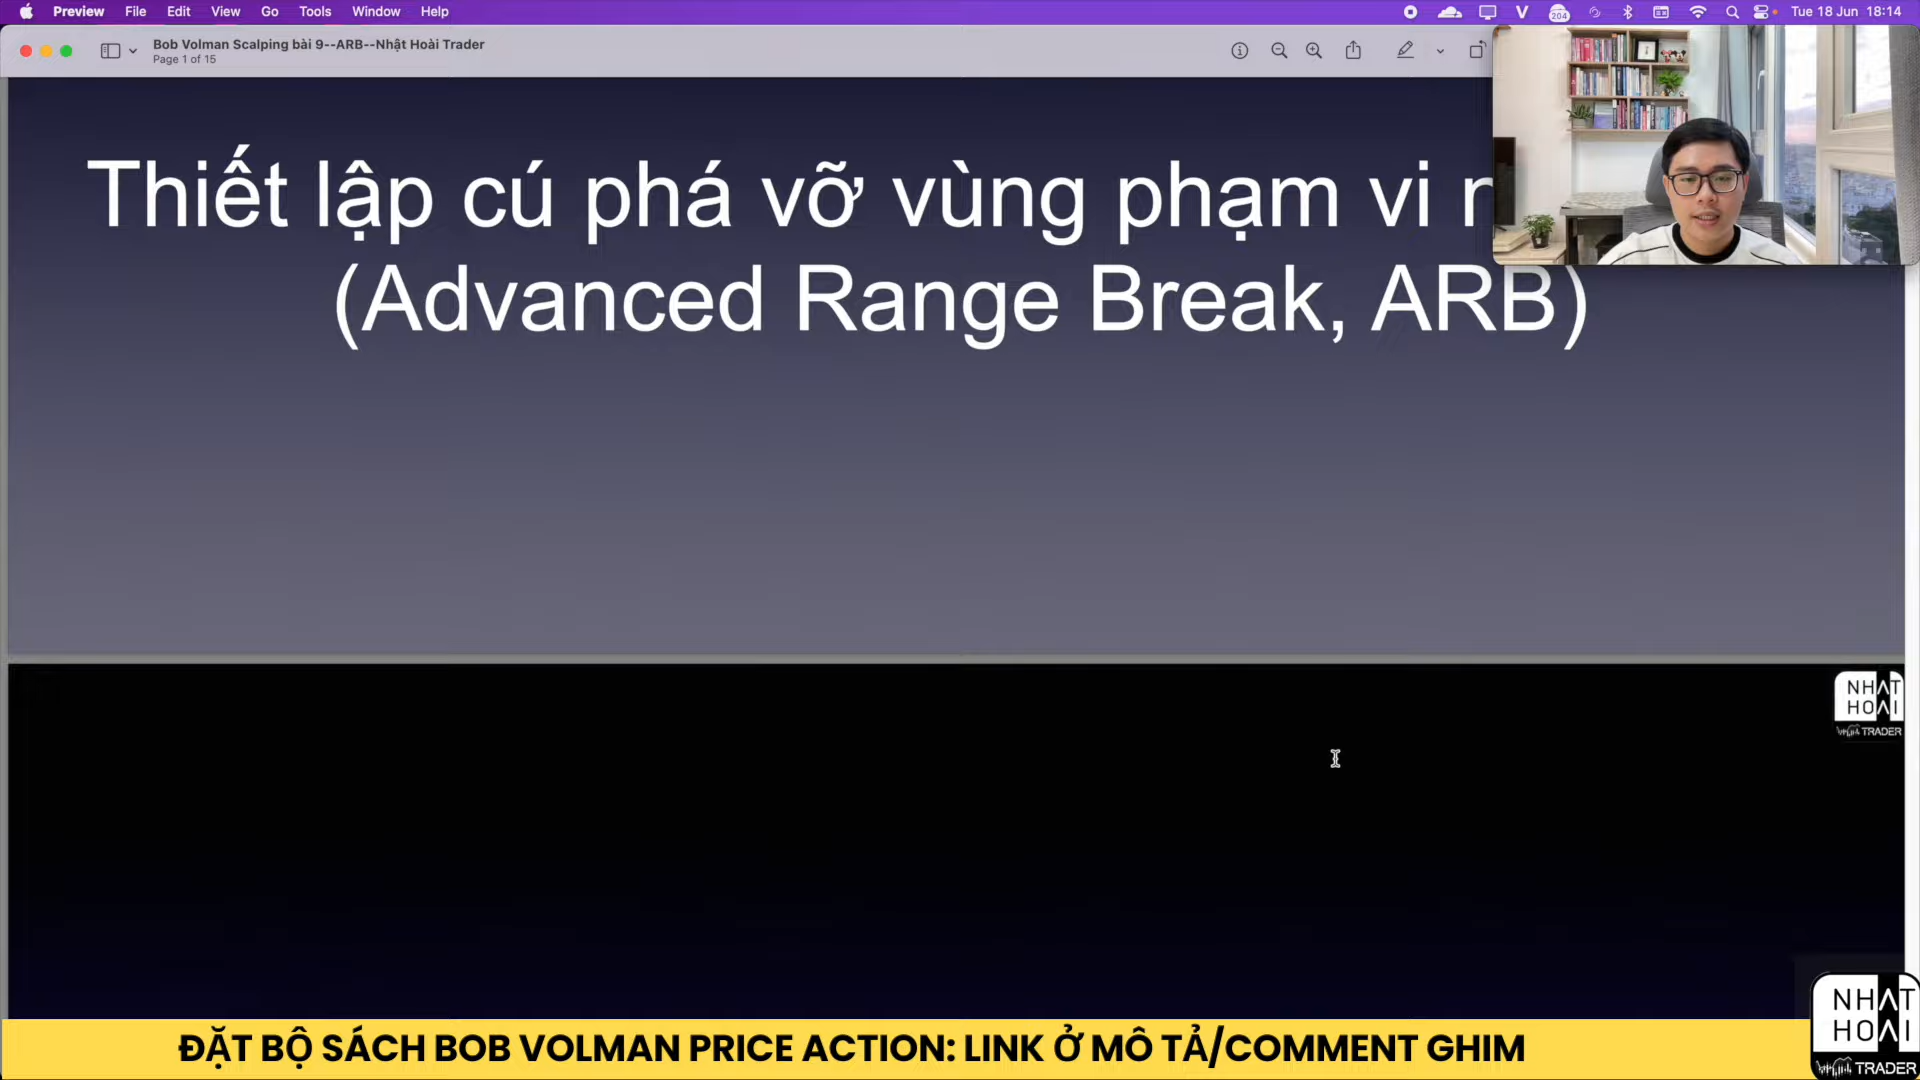 Preview File Edit View Go Tools Window Help
204
Tue 18 Jun 18:14
Bob Volman Scalping bài 9--ARB--Nhật Hoài Trader
Page 1 of 15
Thiết lập cú phá vỡ vùng phạm vi
(Advanced Range Break, ARB)
NHAT
HOAI
TRADER
ĐẶT BỘ SÁCH BOB VOLMAN PRICE ACTION: LINK Ở MÔ TẢ/COMMENT GHIM
NHAT
HOAI
TRADER